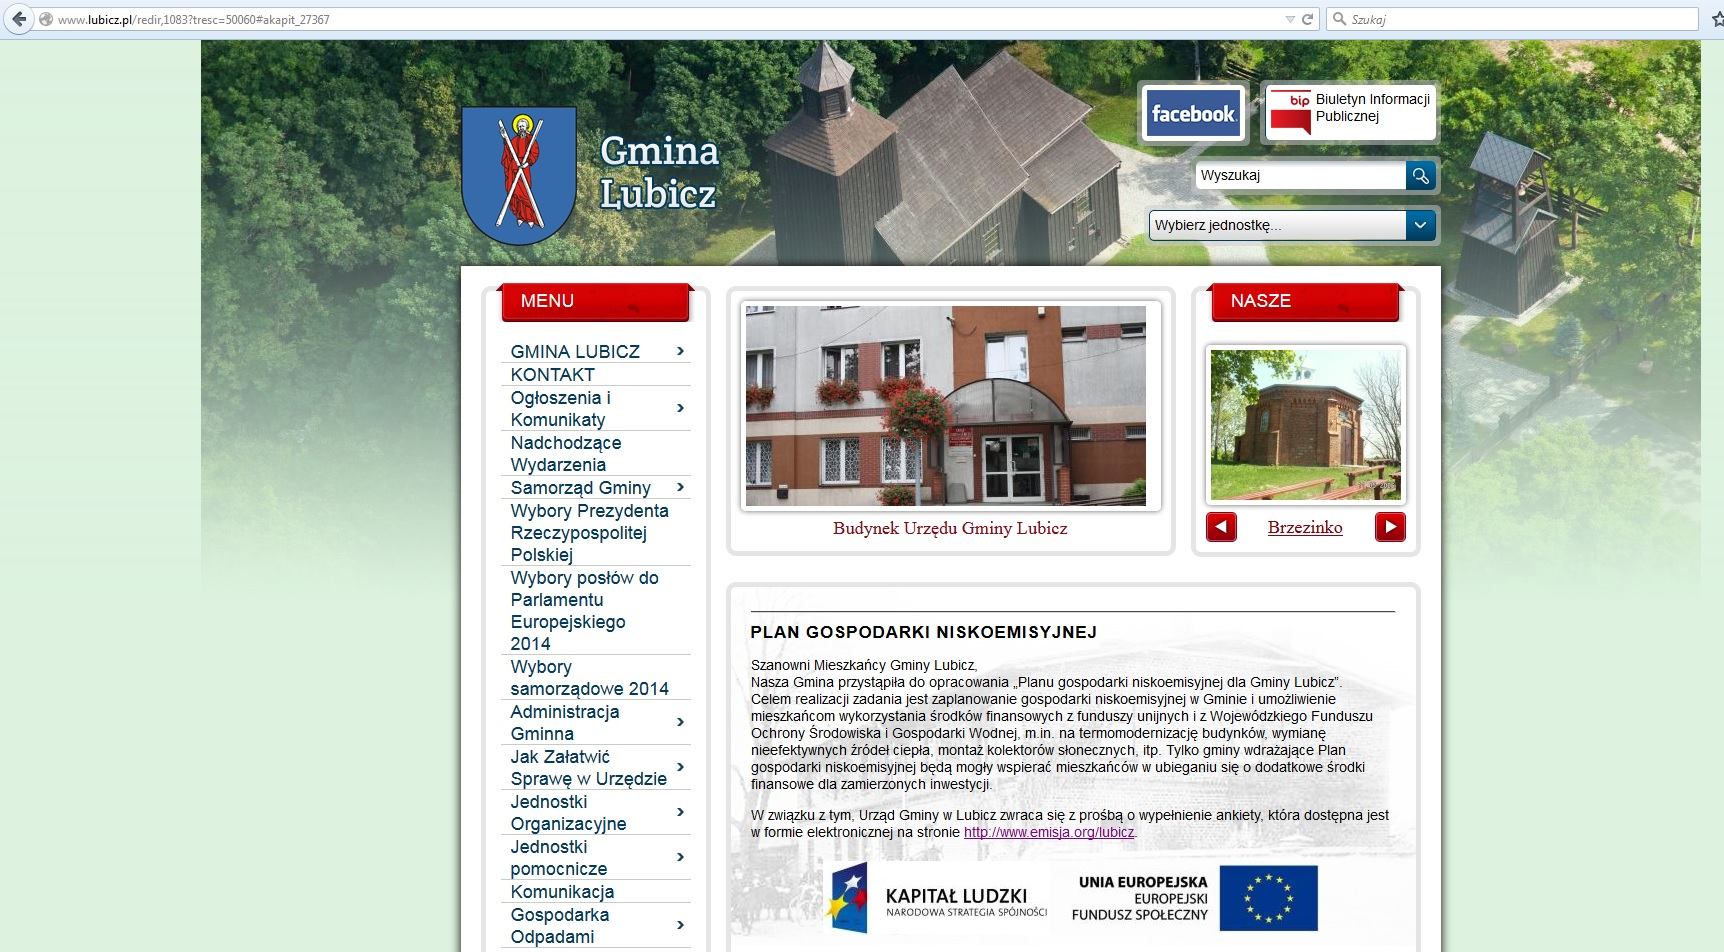 www.lubicz.pl/redir,1083?tresc=50060#akapit_27367
Szukaj
Gmina
Lubicz
facebook
bip
Biuletyn Informacji
Publicznej
Wyszukaj
Wybierz jednostkę...
MENU
GMINA LUBICZ
KONTAKT
Ogłoszenia i
Komunikaty
Nadchodzące
Wydarzenia
Samorząd Gminy
Wybory Prezydenta
Rzeczypospolitej
Polskiej
Wybory posłów do
Parlamentu
Europejskiego
2014
Wybory
samorządowe 2014
Administracja
Gminna
Jak Załatwić
Sprawę w Urzędzie
Jednostki
Organizacyjne
Jednostki
pomocnicze
Komunikacja
Gospodarka
Odpadami
Budynek Urzędu Gminy Lubicz
NASZE
Brzezinko
PLAN GOSPODARKI NISKOEMISYJNEJ
Szanowni Mieszkańcy Gminy Lubicz,
Nasza Gmina przystąpiła do opracowania „Planu gospodarki niskoemisyjnej dla Gminy Lubicz”.
Celem realizacji zadania jest zaplanowanie gospodarki niskoemisyjnej w Gminie i umożliwienie
mieszkańcom wykorzystania środków finansowych z funduszy unijnych i z Wojewódzkiego Funduszu
Ochrony Środowiska i Gospodarki Wodnej, m.in. na termomodernizację budynków, wymianę
nieefektywnych źródeł ciepła, montaż kolektorów słonecznych, itp. Tylko gminy wdrażające Plan
gospodarki niskoemisyjnej będą mogły wspierać mieszkańców w ubieganiu się o dodatkowe środki
finansowe dla zamierzonych inwestycji.
W związku z tym, Urząd Gminy w Lubicz zwraca się z prośbą o wypełnienie ankiety, która dostępna jest
w formie elektronicznej na stronie http://www.emisja.org/lubicz.
KAPITAŁ LUDZKI
NARODOWA STRATEGIA SPÓJNOŚCI
UNIA EUROPEJSKA
EUROPEJSKI
FUNDUSZ SPOŁECZNY